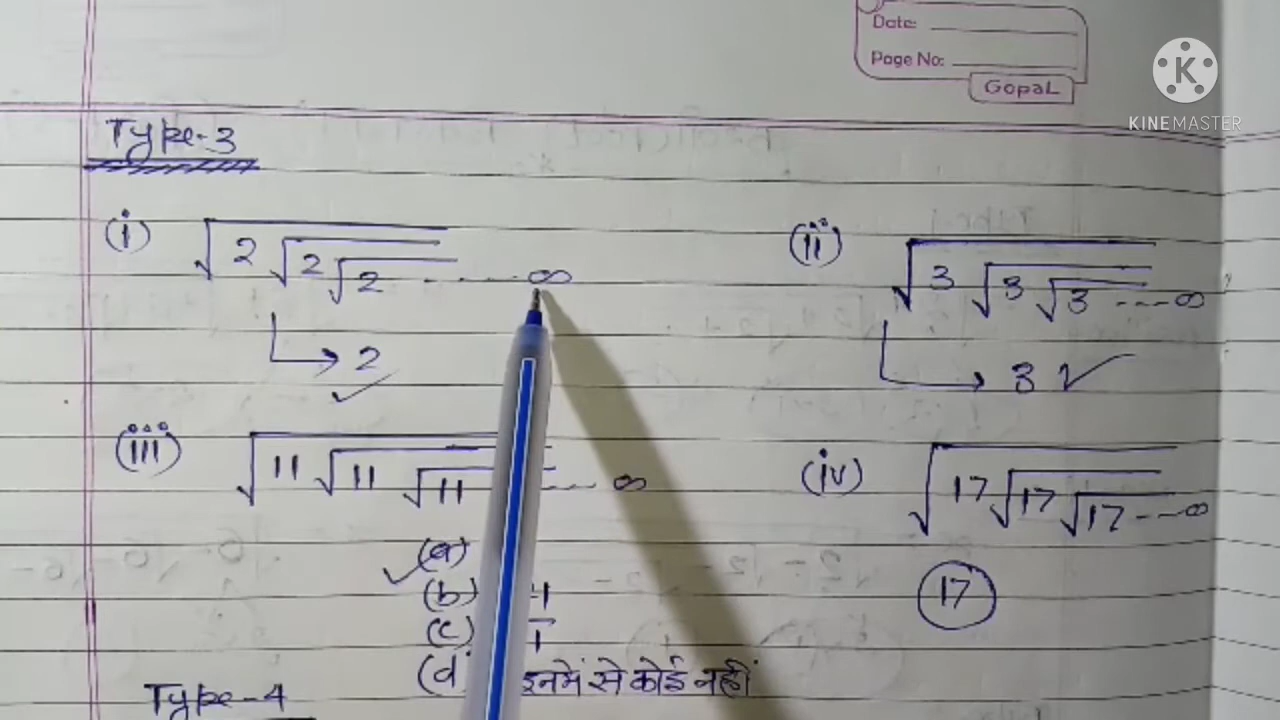 Date:
Page No:
GopaL
KINEMASTER
Type-3
(i) √2√2√2 ------∞
→ 2 ✓
(ii) √3√3√3 ----∞
→ 3 ✓
(iii) √11√11√11 ---- ∞
✓(a)
(b)
(c)
(d) इनमें से कोई नहीं
(iv) √17√17√17 ---∞
17
Type-4